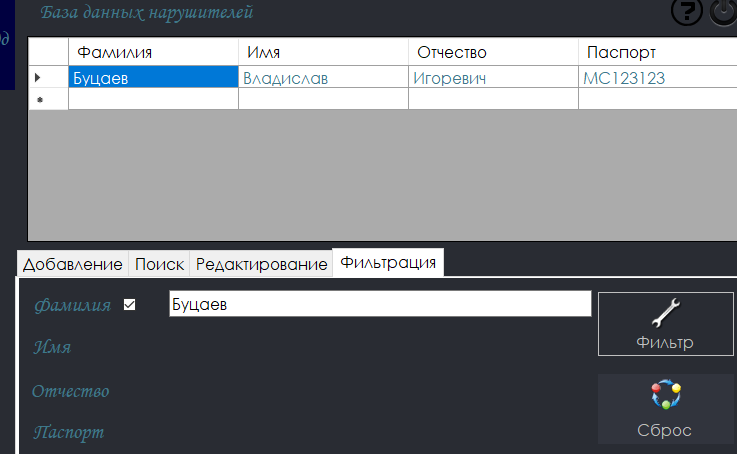 База данных нарушителей
?
Фамилия Имя Отчество Паспорт
Буцаев Владислав Игоревич МС123123
Добавление Поиск Редактирование Фильтрация
Фамилия Буцаев
Фильтр
Имя
Отчество
Сброс
Паспорт